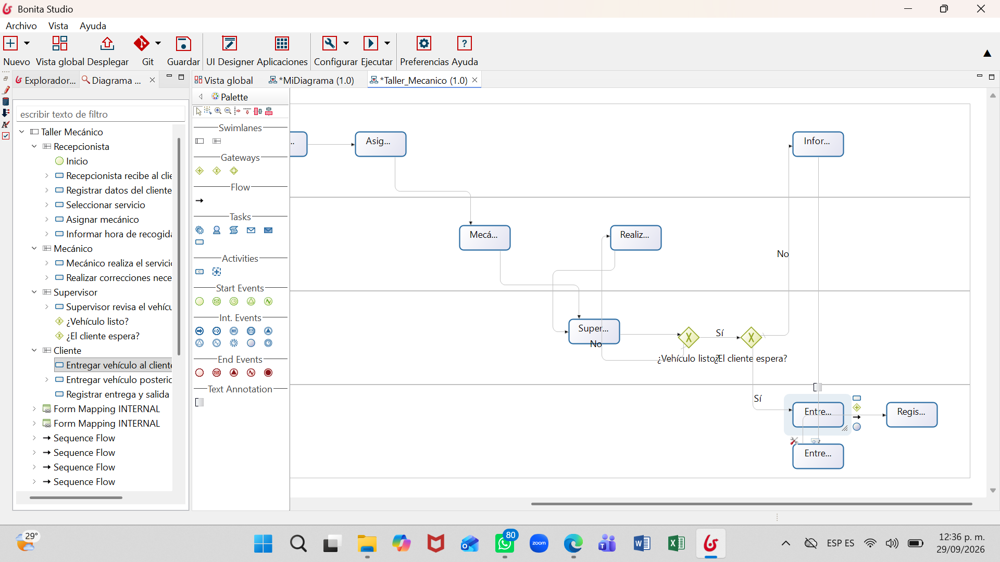 Bonita Studio
Archivo Vista Ayuda
Nuevo Vista global Desplegar Git Guardar UI Designer Aplicaciones Configurar Ejecutar Preferencias Ayuda
Explorador... Diagrama ... Vista global *MiDiagrama (1.0) *Taller_Mecanico (1.0)
Palette
escribir texto de filtro
Taller Mecánico
Recepcionista
Inicio
Recepcionista recibe al clie
Registrar datos del cliente
Seleccionar servicio
Asignar mecánico
Informar hora de recogida
Mecánico
Mecánico realiza el servicio
Realizar correcciones nece
Supervisor
Supervisor revisa el vehícu
¿Vehículo listo?
¿El cliente espera?
Cliente
Entregar vehículo al cliente
Entregar vehículo posterio
Registrar entrega y salida
Form Mapping INTERNAL
Form Mapping INTERNAL
Sequence Flow
Sequence Flow
Sequence Flow
Sequence Flow
Swimlanes
Gateways
Flow
Tasks
Activities
Start Events
Int. Events
End Events
Text Annotation
...
Asig...
Infor...
Mecá...
Realiz...
No
Super...
No
Sí
¿Vehículo listo?
¿El cliente espera?
Sí
Entre...
Regis...
Entre...
29°
80
zoom
ESP ES
12:36 p. m.
29/09/2026